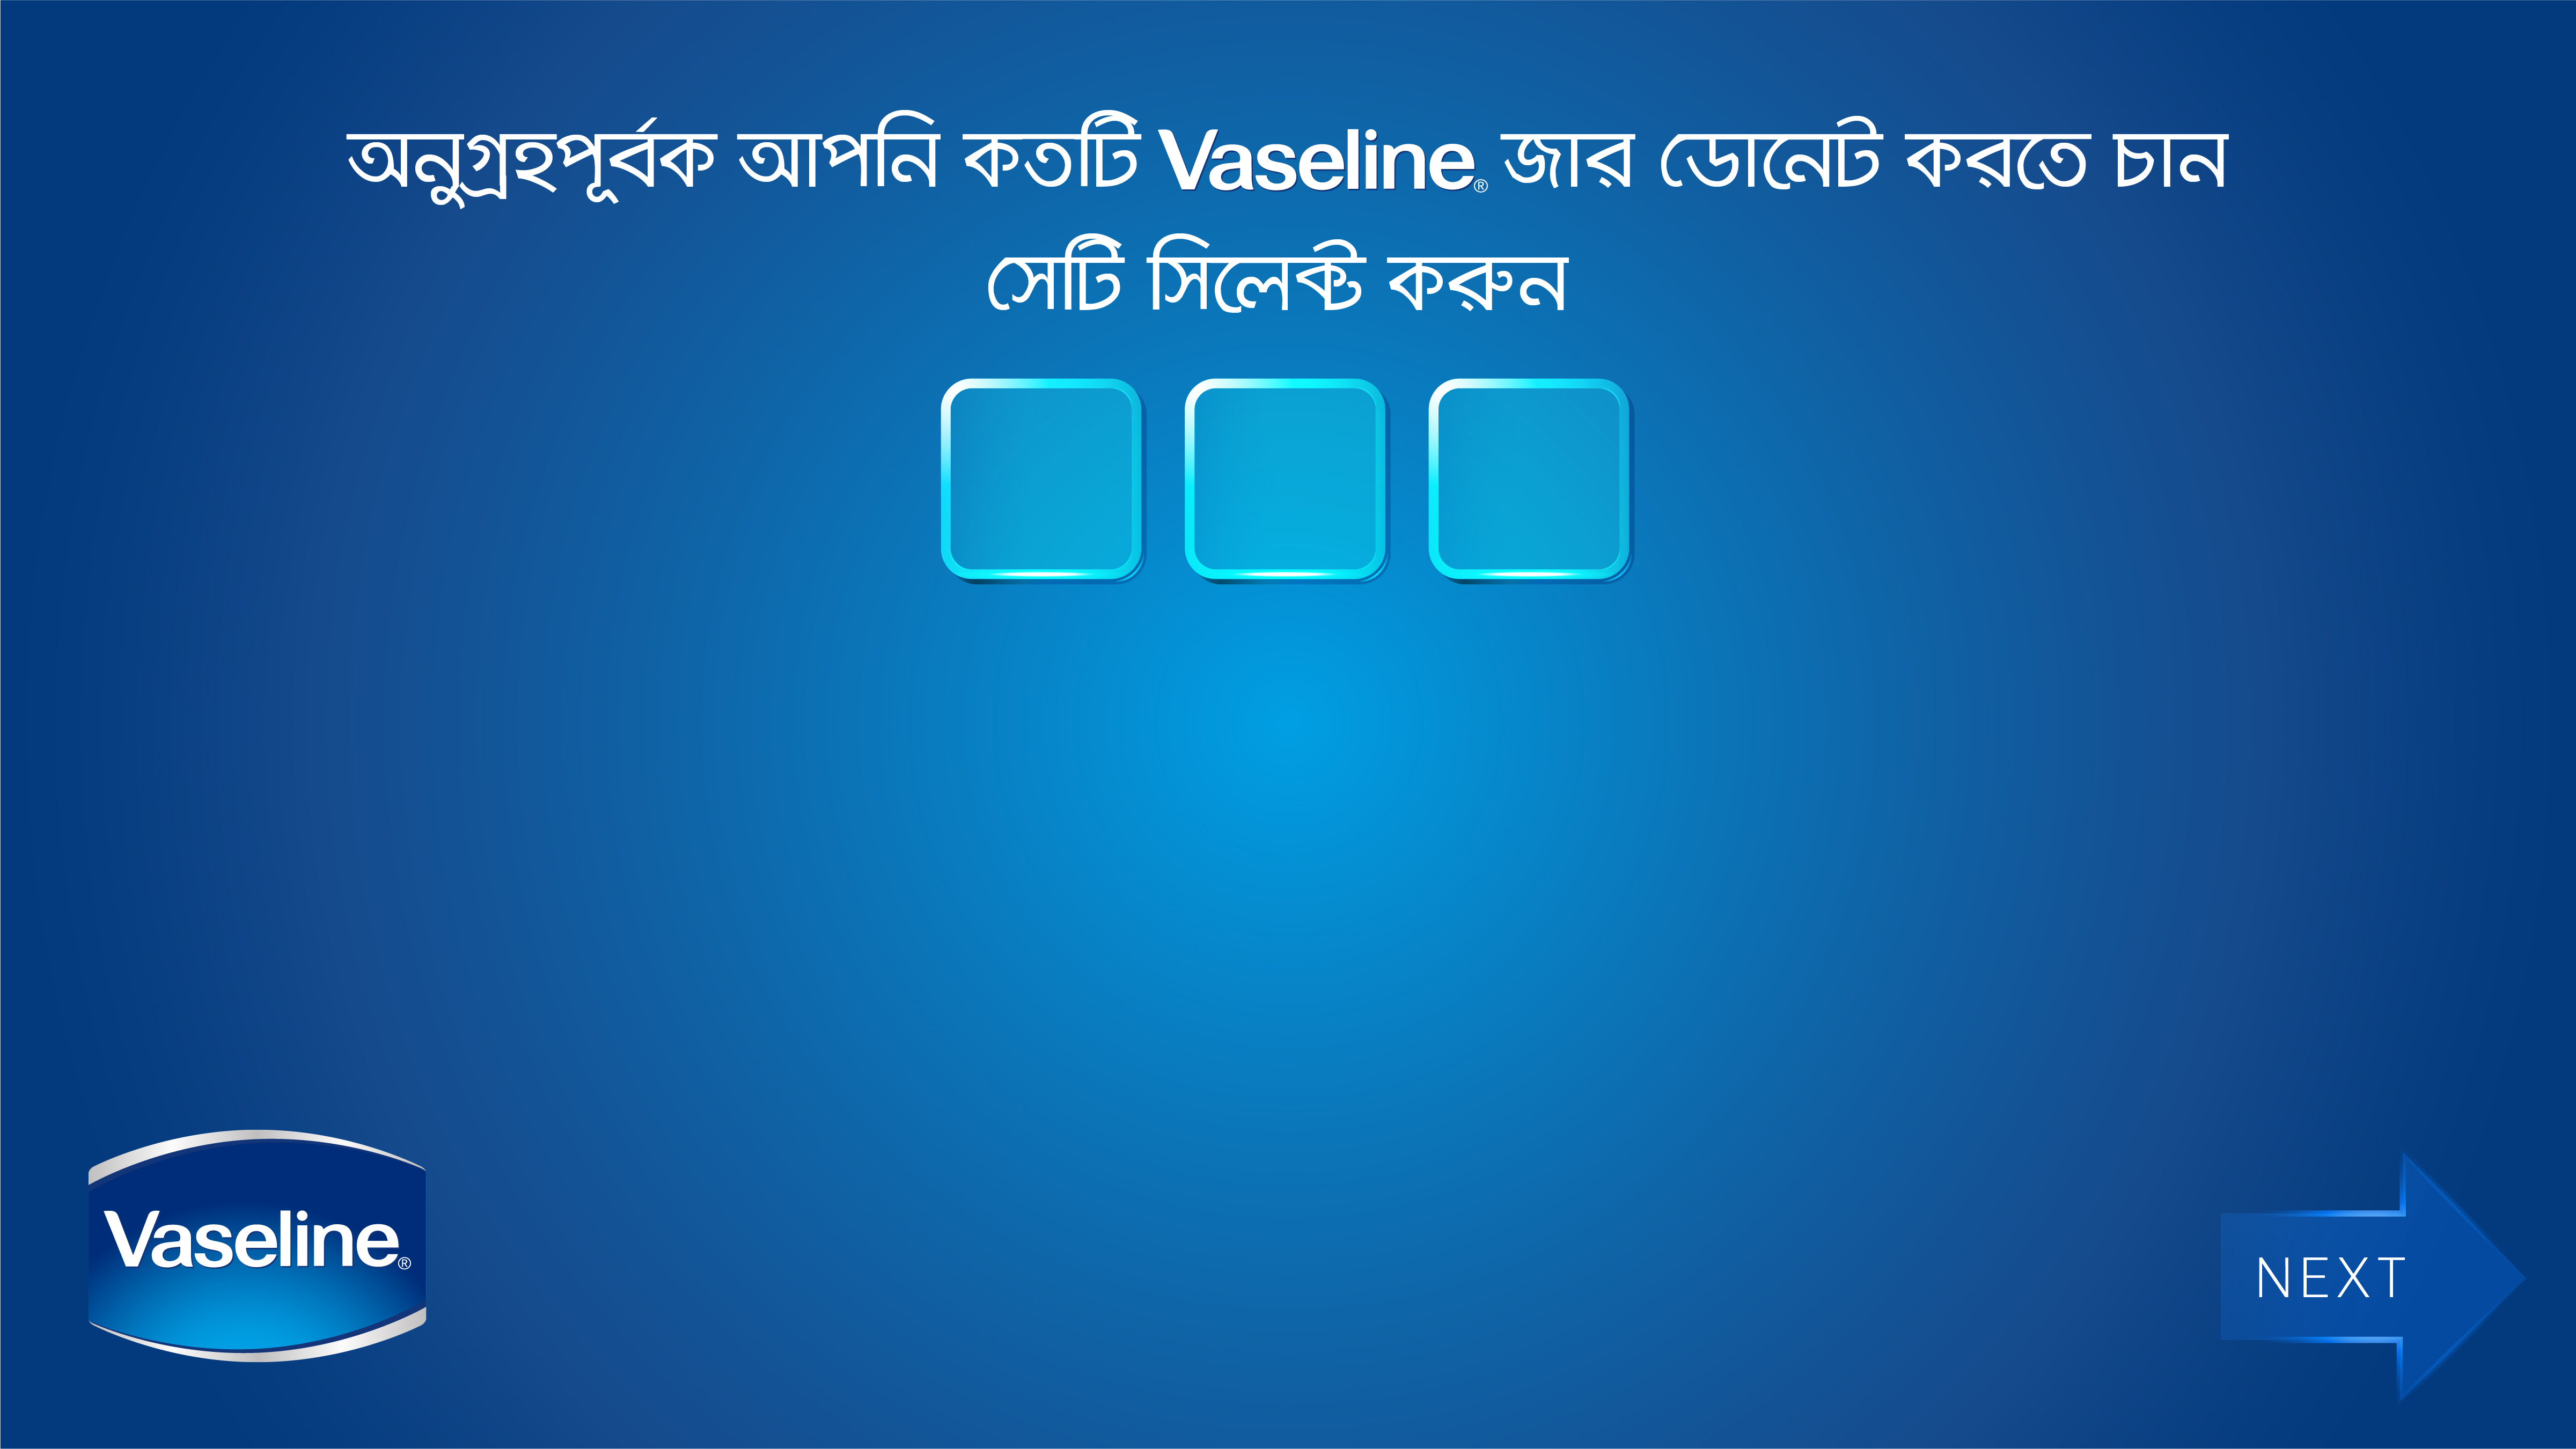 অনুগ্রহপূর্বক আপনি কতটি Vaseline® জার ডোনেট করতে চান
সেটি সিলেক্ট করুন
Vaseline®
NEXT